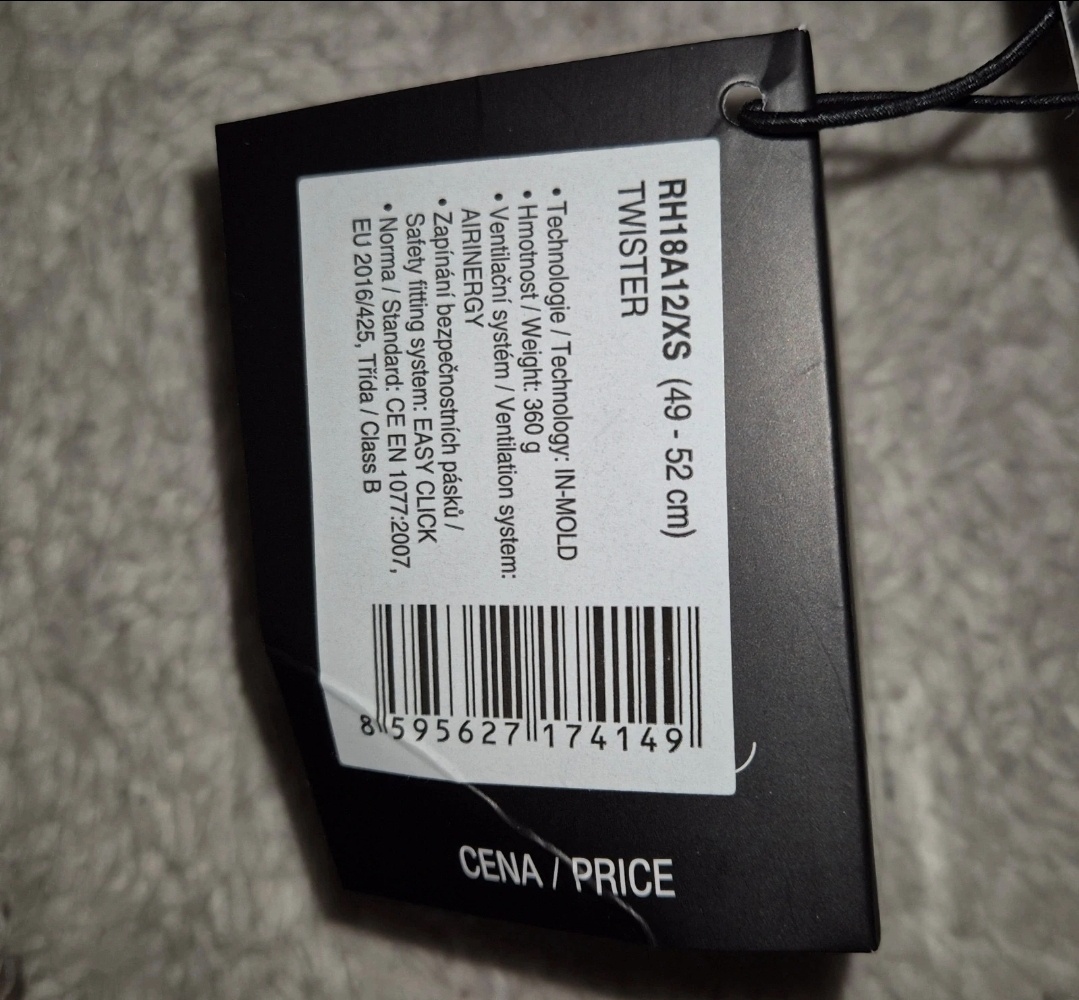 RH18A12/XS (49 - 52 cm)
TWISTER
• Technologie / Technology: IN-MOLD
• Hmotnost / Weight: 360 g
• Ventilační systém / Ventilation system:
AIRINERGY
• Zapínání bezpečnostních pásků /
Safety fitting system: EASY CLICK
• Norma / Standard: CE EN 1077:2007,
EU 2016/425, Třída / Class B
8 595627 174149
CENA / PRICE